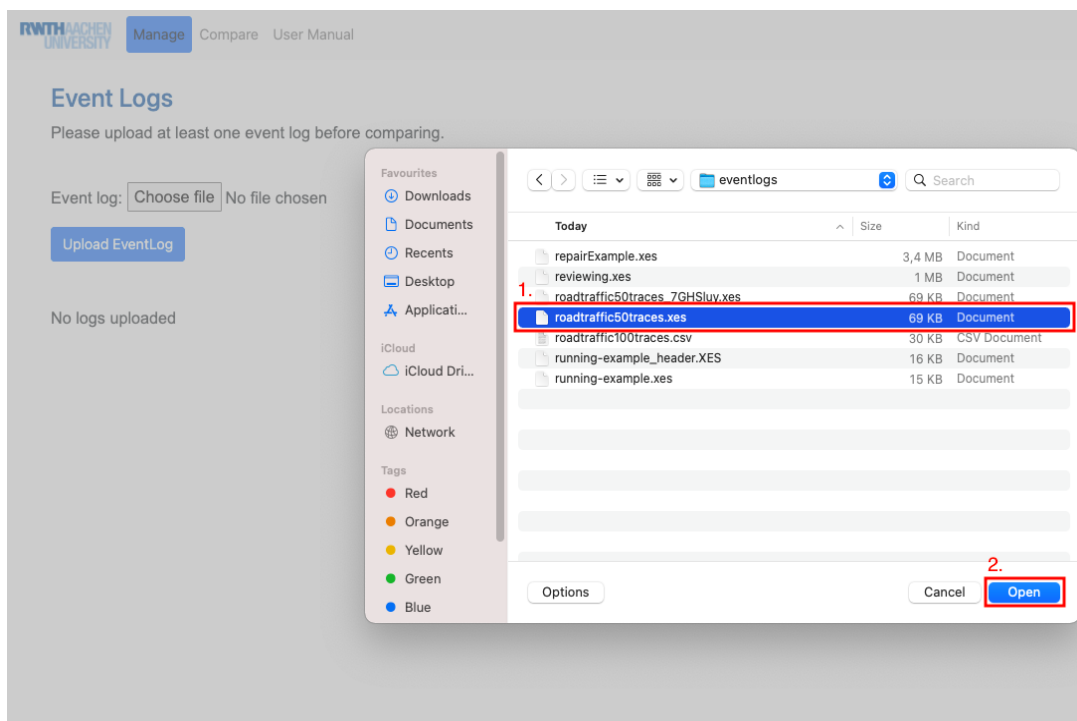 RWTHAACHEN
UNIVERSITY
Manage Compare User Manual
Event Logs
Please upload at least one event log before comparing.
Event log: Choose file No file chosen
Upload EventLog
No logs uploaded
Favourites
Downloads
Documents
Recents
Desktop
Applicati...
iCloud
iCloud Dri...
Locations
Network
Tags
Red
Orange
Yellow
Green
Blue
eventlogs
Search
Today Size Kind
repairExample.xes 3,4 MB Document
reviewing.xes 1 MB Document
1.
roadtraffic50traces_7GHSluy.xes 69 KB Document
roadtraffic50traces.xes 69 KB Document
roadtraffic100traces.csv 30 KB CSV Document
running-example_header.XES 16 KB Document
running-example.xes 15 KB Document
2.
Options Cancel Open